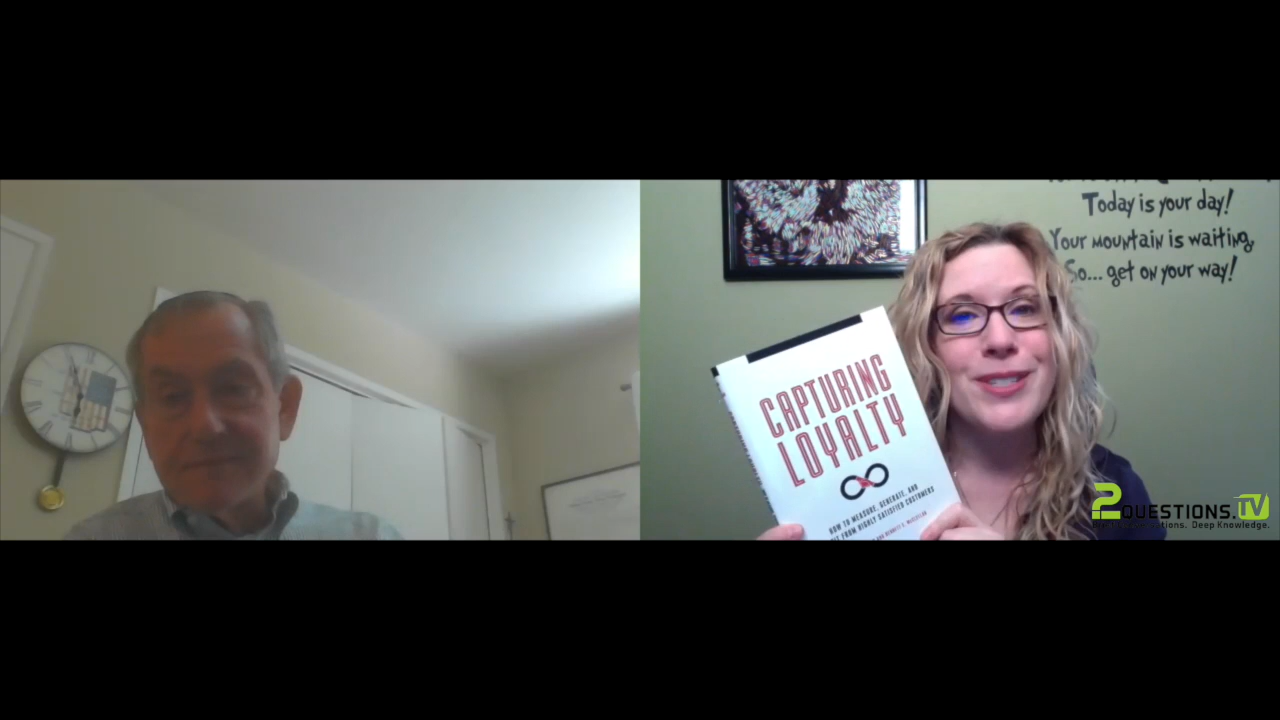 Today is your day!
Your mountain is waiting,
So... get on your way!
CAPTURING
LOYALTY
HOW TO MEASURE, GENERATE, AND
FROM HIGHLY SATISFIED CUSTOMERS
2QUESTIONS.TV
Deep Knowledge.